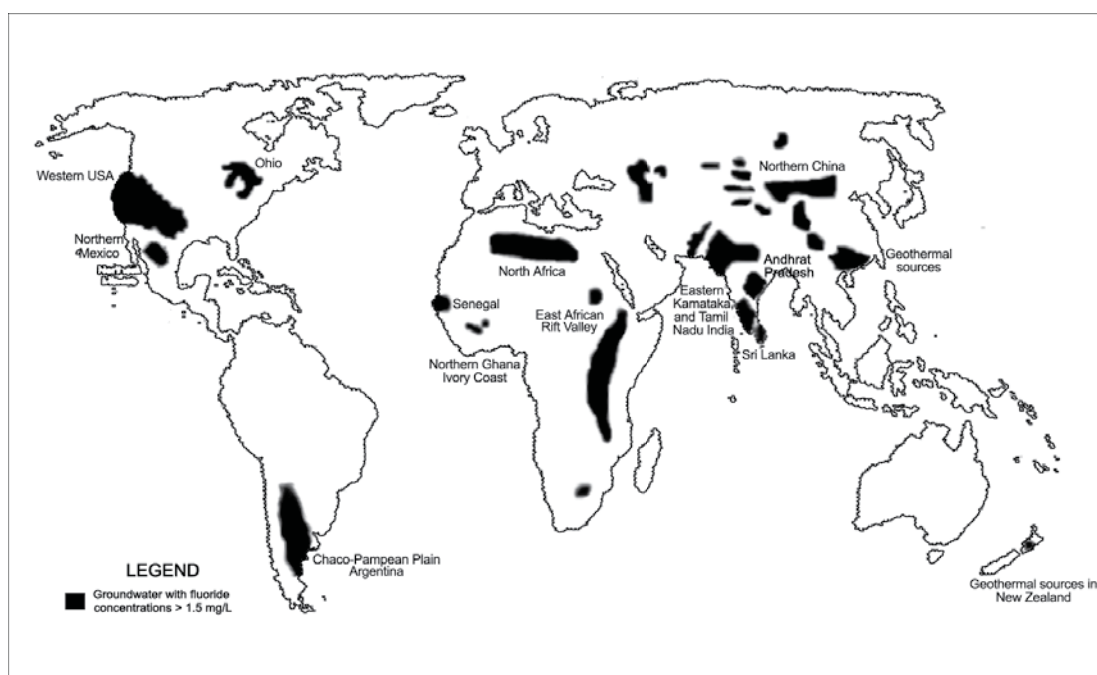 Ohio
Western USA
Northern
Mexico
Northern China
North Africa
Senegal
East African
Rift Valley
Northern Ghana
Ivory Coast
Andhrat
Pradesh
Eastern
Karnataka,
and Tamil
Nadu India
Sri Lanka
Geothermal
sources
Chaco-Pampean Plain
Argentina
Geothermal sources in
New Zealand
LEGEND
Groundwater with fluoride
concentrations > 1.5 mg/L